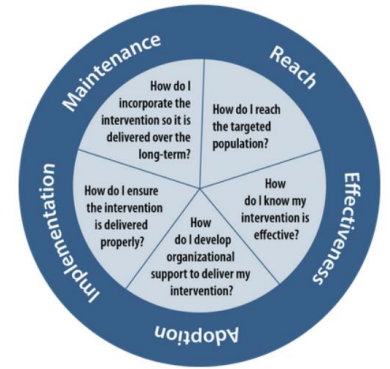 Reach
How do I reach
the targeted
population?
Effectiveness
How
do I know my
intervention is
effective?
Adoption
How
do I develop
organizational
support to deliver my
intervention?
Implementation
How do I ensure
the intervention
is delivered
properly?
Maintenance
How do I
incorporate the
intervention so it is
delivered over the
long-term?